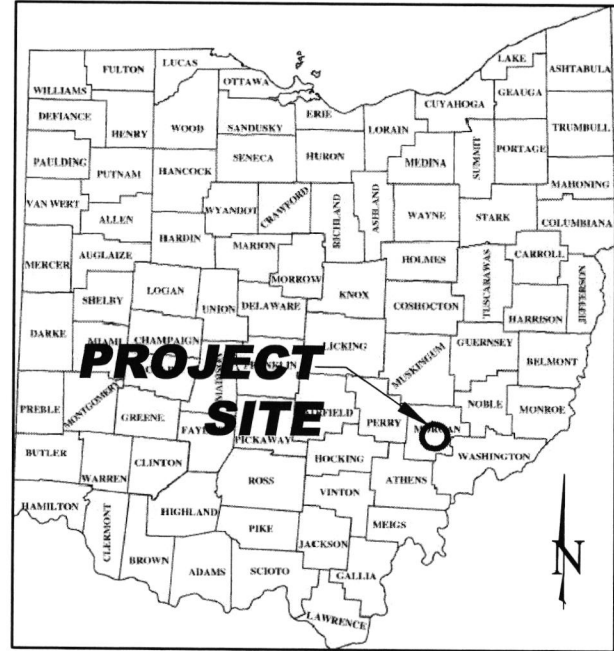 LAKE
ASHTABULA
LUCAS
FULTON
OTTAWA
GEAUGA
WILLIAMS
CUYAHOGA
DEFIANCE
ERIE
HENRY
WOOD
SANDUSKY
LORAIN
TRUMBULL
SUMMIT
PORTAGE
PAULDING
SENECA
HURON
MEDINA
PUTNAM
HANCOCK
MAHONING
VAN WERT
WYANDOT
CRAWFORD
RICHLAND
ASHLAND
WAYNE
STARK
ALLEN
COLUMBIANA
HARDIN
MARION
AUGLAIZE
HOLMES
CARROLL
MERCER
MORROW
TUSCARAWAS
JEFFERSON
LOGAN
KNOX
COSHOCTON
SHELBY
UNION
DELAWARE
HARRISON
DARKE
MIAMI
CHAMPAIGN
LICKING
MUSKINGUM
GUERNSEY
BELMONT
PROJECT
SITE
FRANKLIN
MADISON
PREBLE
MONTGOMERY
GREENE
PERRY
MORGAN
NOBLE
MONROE
PICKAWAY
BUTLER
WARREN
CLINTON
HOCKING
WASHINGTON
ROSS
ATHENS
VINTON
HAMILTON
HIGHLAND
CLERMONT
PIKE
MEIGS
JACKSON
BROWN
ADAMS
SCIOTO
GALLIA
LAWRENCE
N